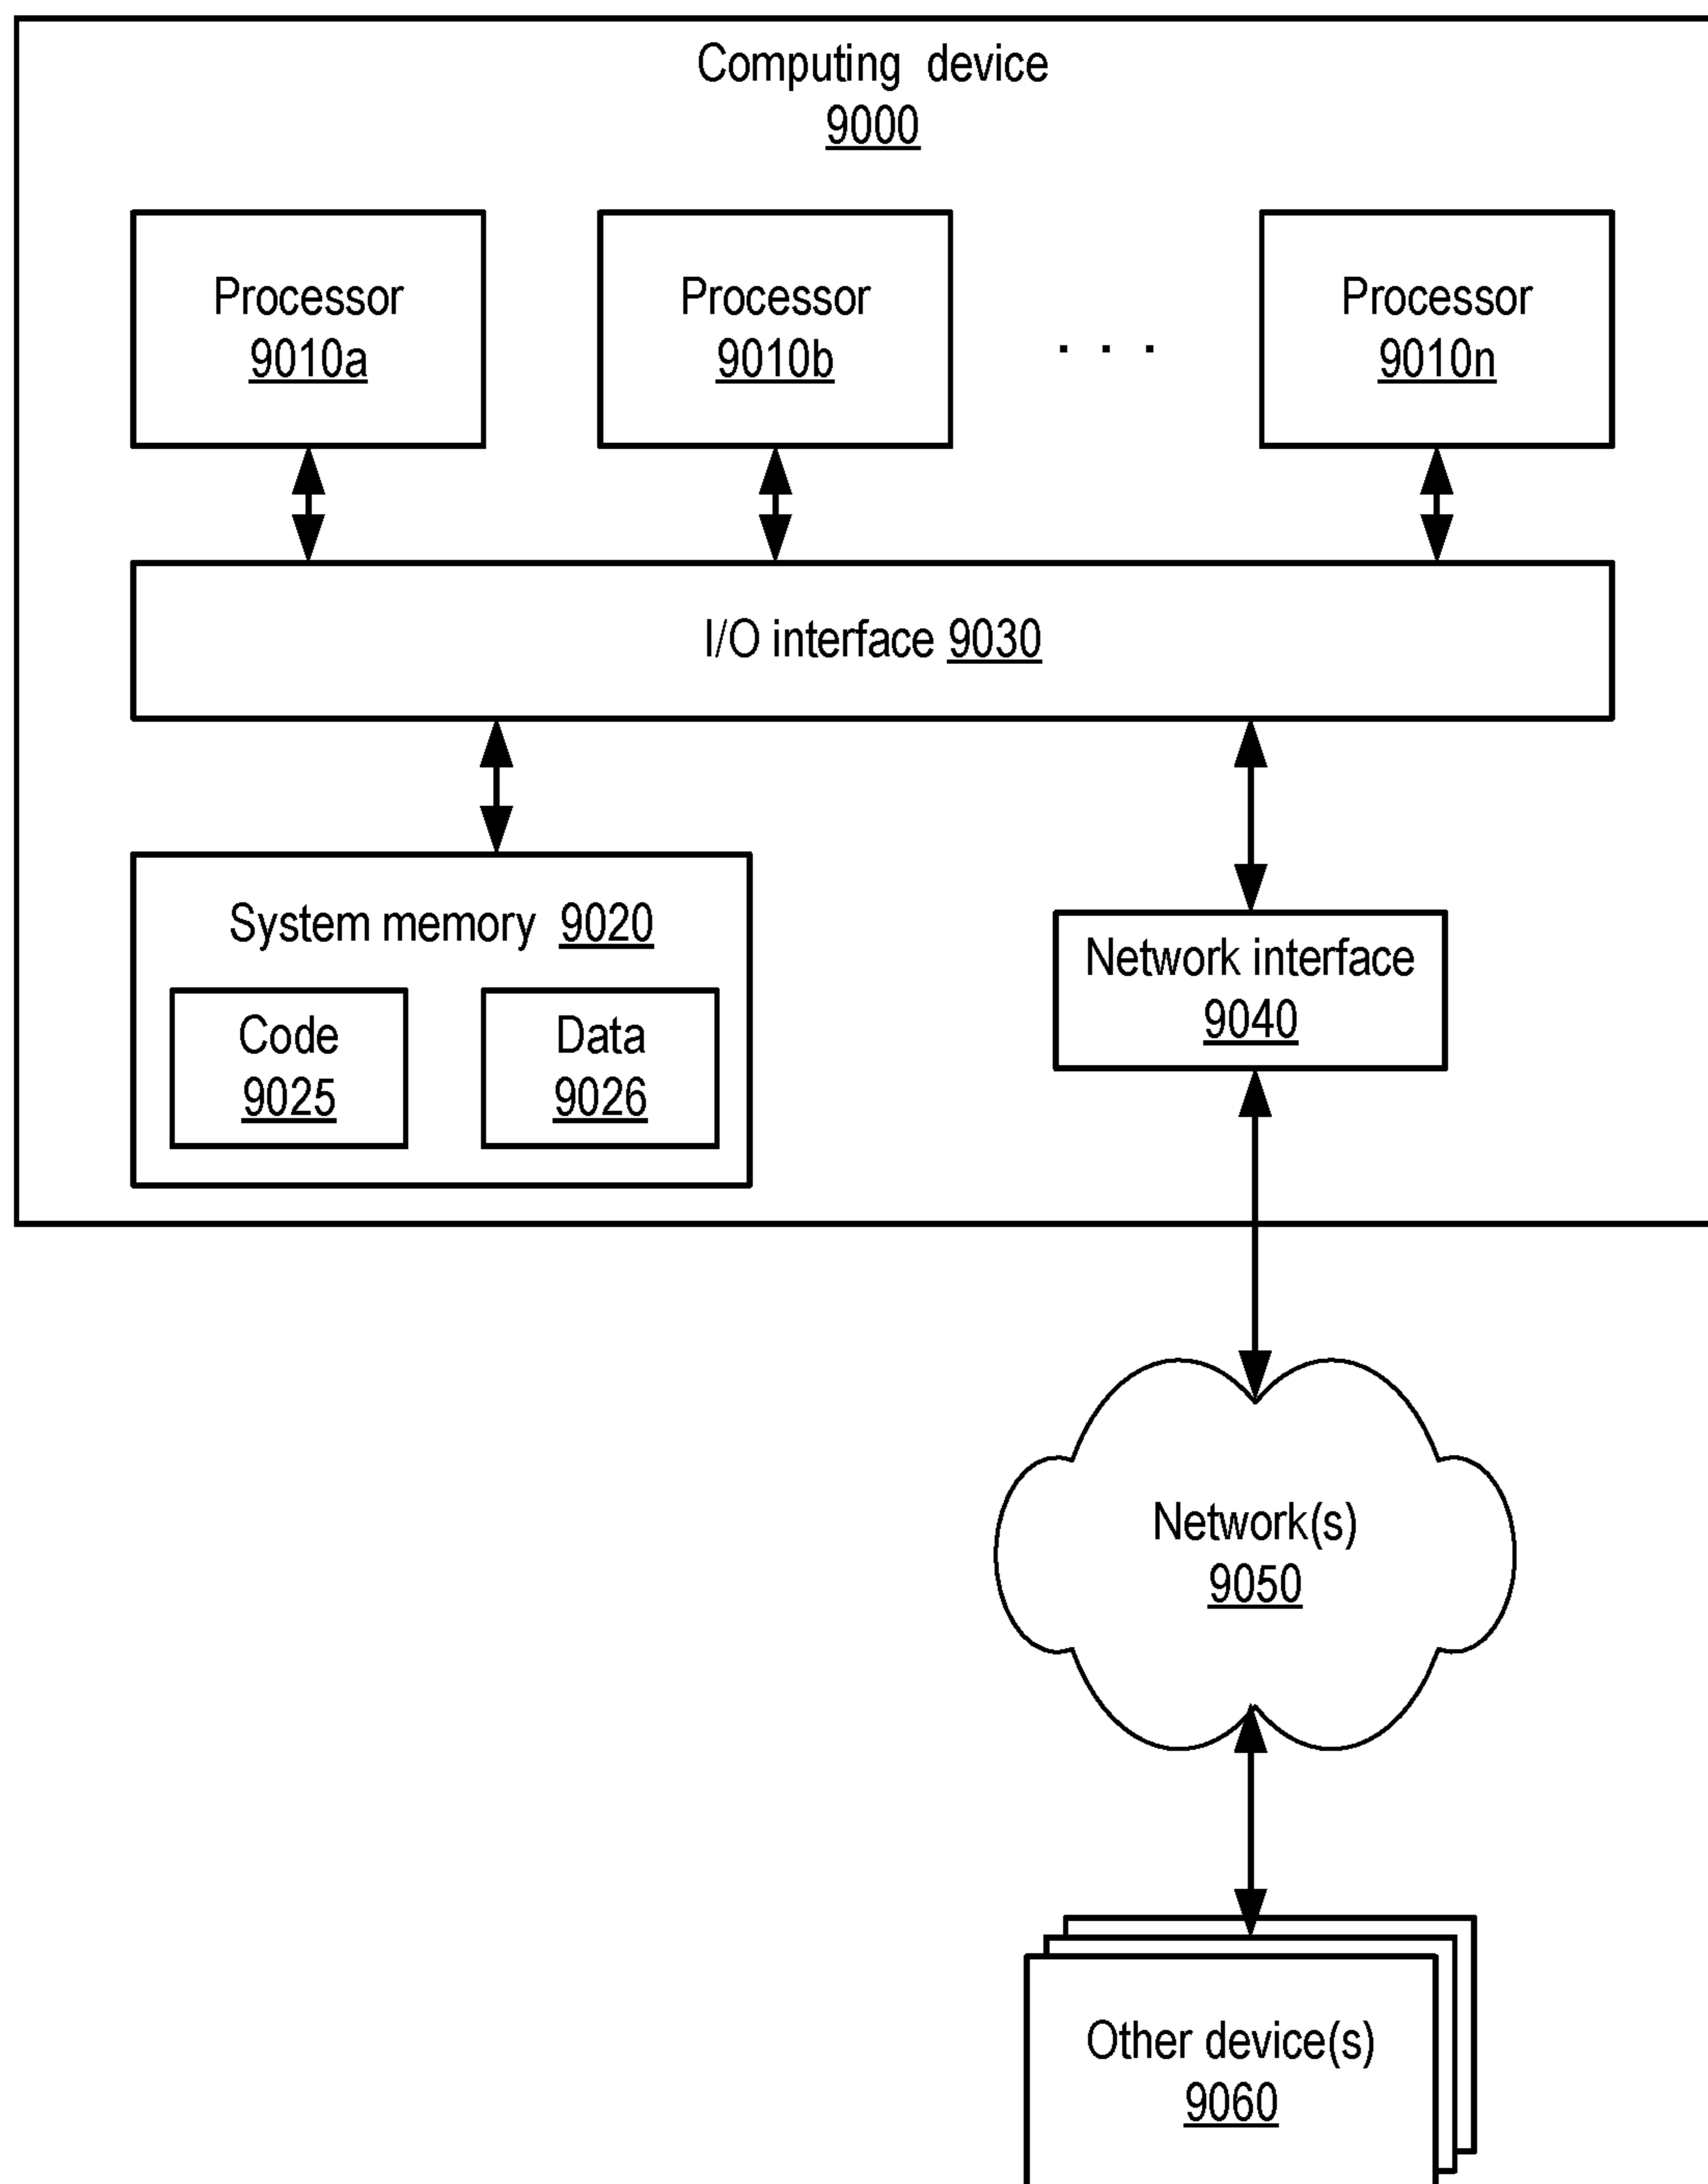 Computing device
9000
Processor
9010a
Processor
9010b
. . .
Processor
9010n
I/O interface 9030
System memory 9020
Code
9025
Data
9026
Network interface
9040
Network(s)
9050
Other device(s)
9060